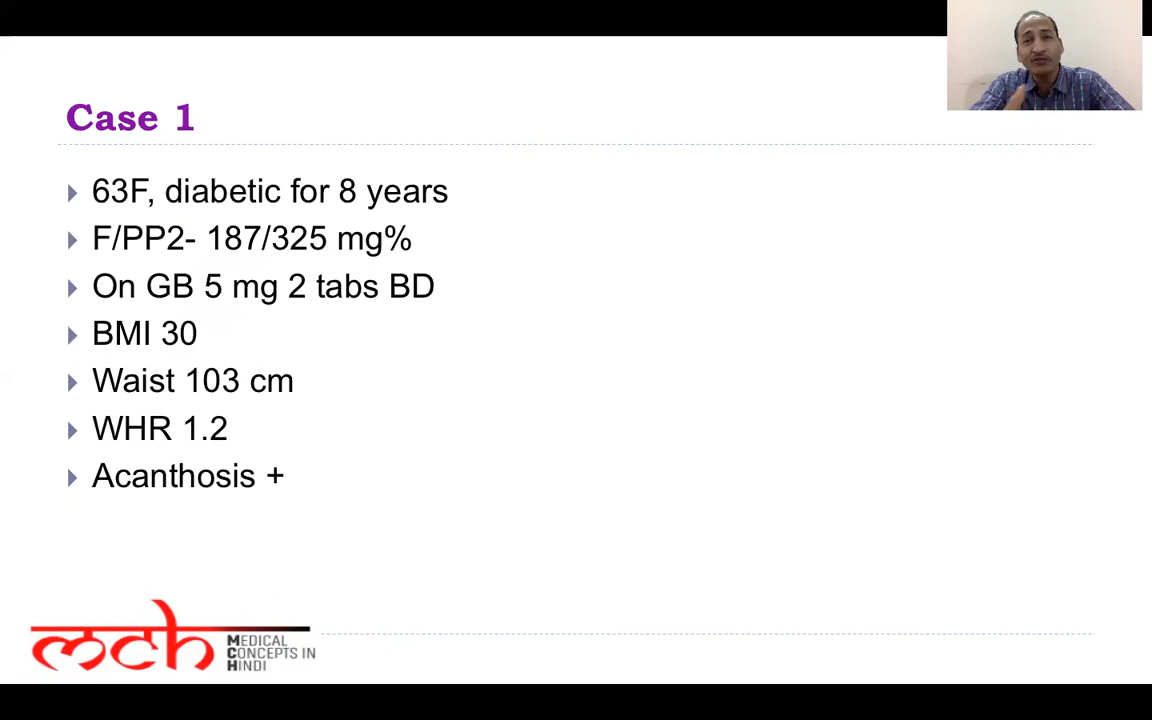 Case 1
63F, diabetic for 8 years
F/PP2- 187/325 mg%
On GB 5 mg 2 tabs BD
BMI 30
Waist 103 cm
WHR 1.2
Acanthosis +
mch
MEDICAL
CONCEPTS IN
HINDI